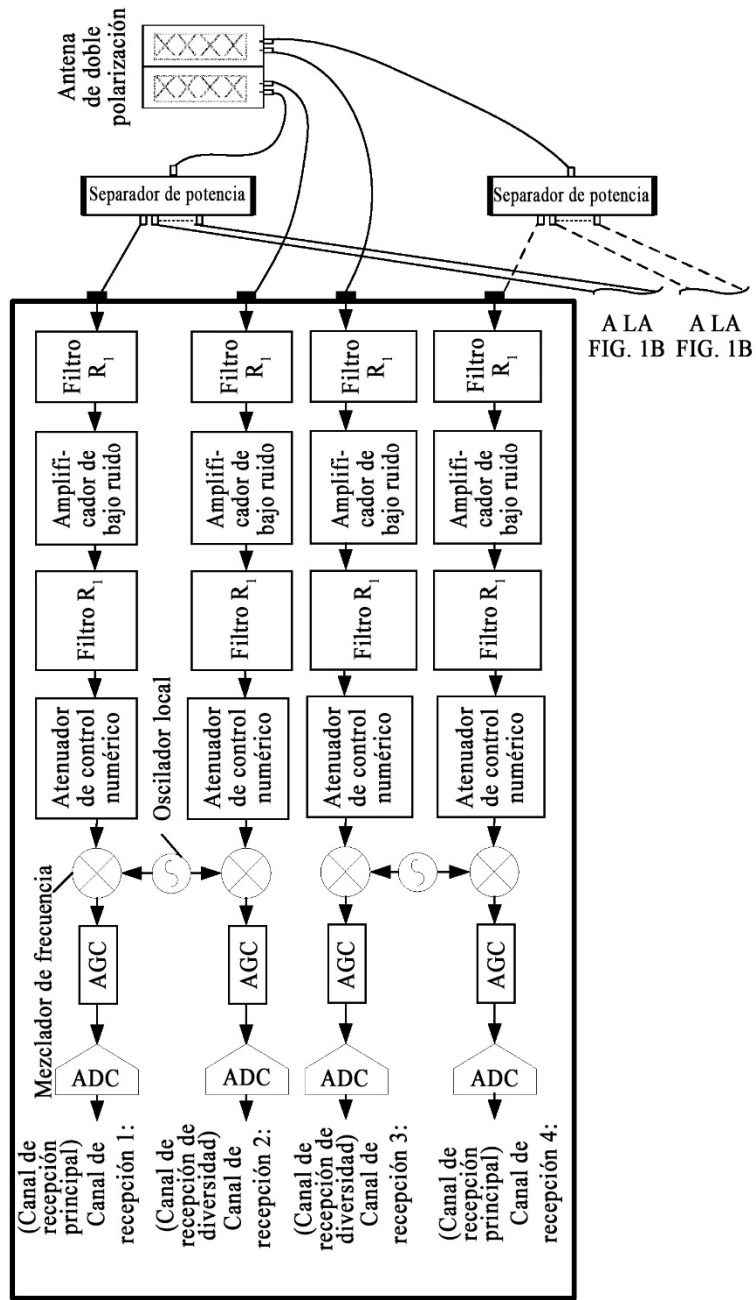 Antena
de doble
polarización
Separador de potencia
Separador de potencia
A LA
FIG. 1B
A LA
FIG. 1B
Filtro
R1
Filtro
R1
Filtro
R1
Filtro
R1
Amplifi-
cador de
bajo ruido
Amplifi-
cador de
bajo ruido
Amplifi-
cador de
bajo ruido
Amplifi-
cador de
bajo ruido
Filtro R1
Filtro R1
Filtro R1
Filtro R1
Atenuador
de control
numérico
Atenuador
de control
numérico
Atenuador
de control
numérico
Atenuador
de control
numérico
Oscilador local
Mezclador de frecuencia
AGC
AGC
AGC
AGC
ADC
ADC
ADC
ADC
(Canal de
recepción
principal)
Canal de
recepción 1:
(Canal de
recepción de
diversidad)
Canal de
recepción 2:
(Canal de
recepción de
diversidad)
Canal de
recepción 3:
(Canal de
recepción
principal)
Canal de
recepción 4: